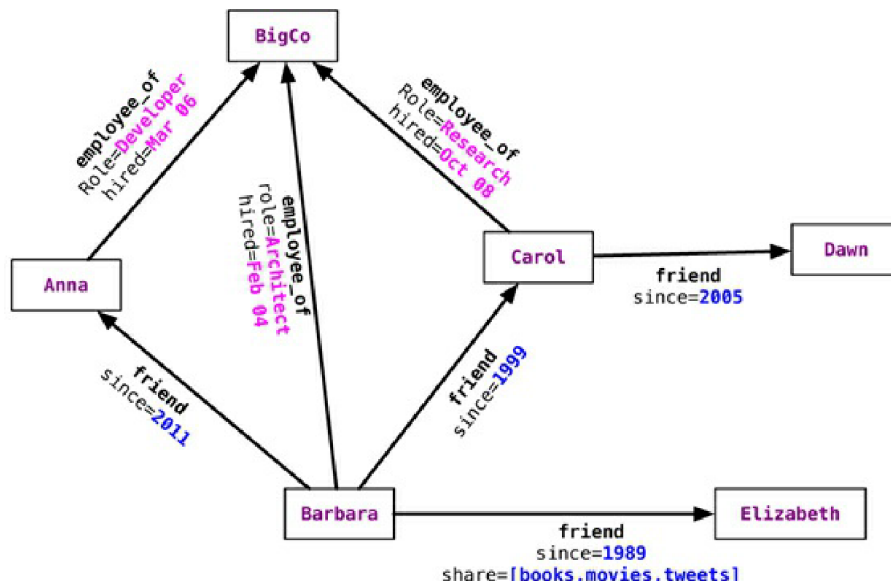 BigCo
employee_of
Role=Developer
hired=Mar 06
employee_of
role=Architect
hired=Feb 04
employee_of
Role=Research
hired=Oct 08
Anna
Carol
Dawn
friend
since=2005
friend
since=2011
friend
since=1999
Barbara
Elizabeth
friend
since=1989
share=[books,movies,tweets]